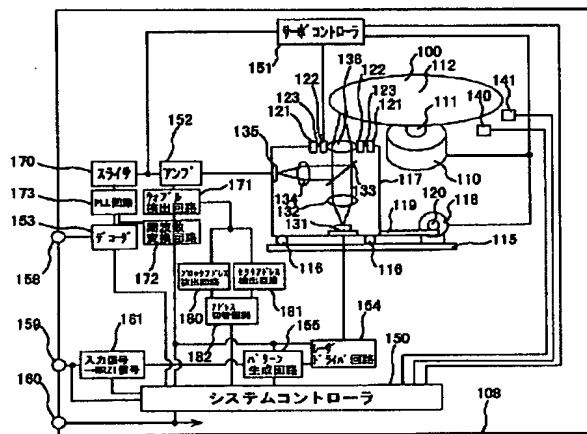 サーボコントローラ
151
100
112
141
140
111
110
136
122
123
121
122
123
121
152
135
134
132
131
33
117
119
120
118
115
116
116
170
スライサ
アンプ
173
PLL回路
ウォブル
検出回路
171
153
デコーダ
周波数
変換回路
172
158
ブロックアドレス
検出回路
セクタアドレス
検出回路
180
181
アドレス
切替回路
182
154
レーザ
ドライバ回路
155
パターン
生成回路
159
161
入力信号
→NRZI信号
150
システムコントローラ
160
108